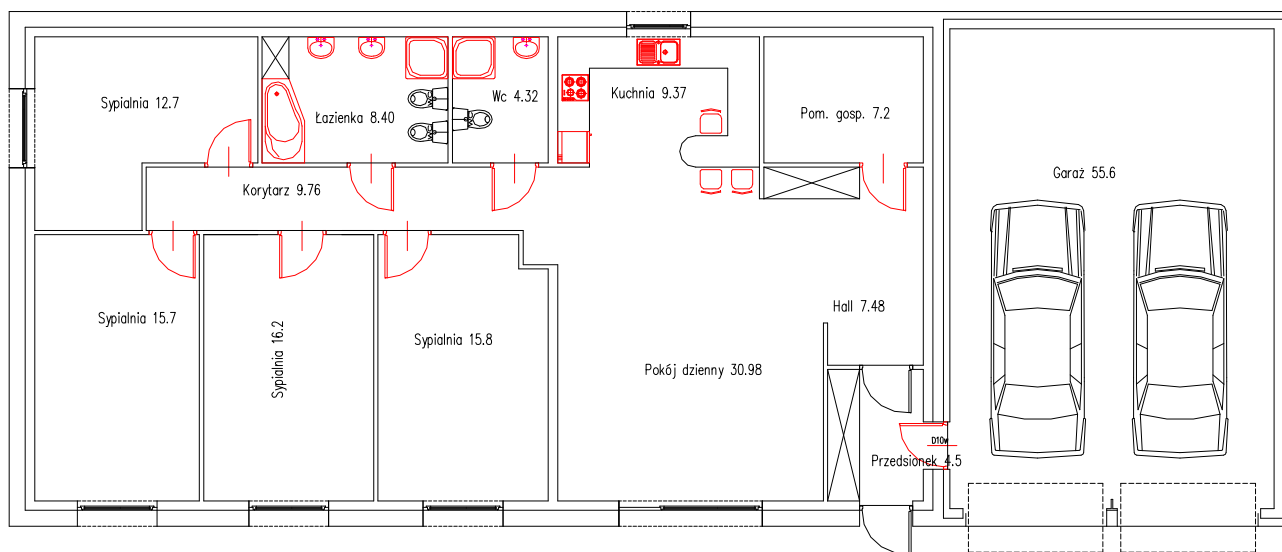 Sypialnia 12.7
Łazienka 8.40
Wc 4.32
Kuchnia 9.37
Pom. gosp. 7.2
Garaż 55.6
Korytarz 9.76
Hall 7.48
Sypialnia 15.7
Sypialnia 16.2
Sypialnia 15.8
Pokój dzienny 30.98
D10w
Przedsionek 4.5